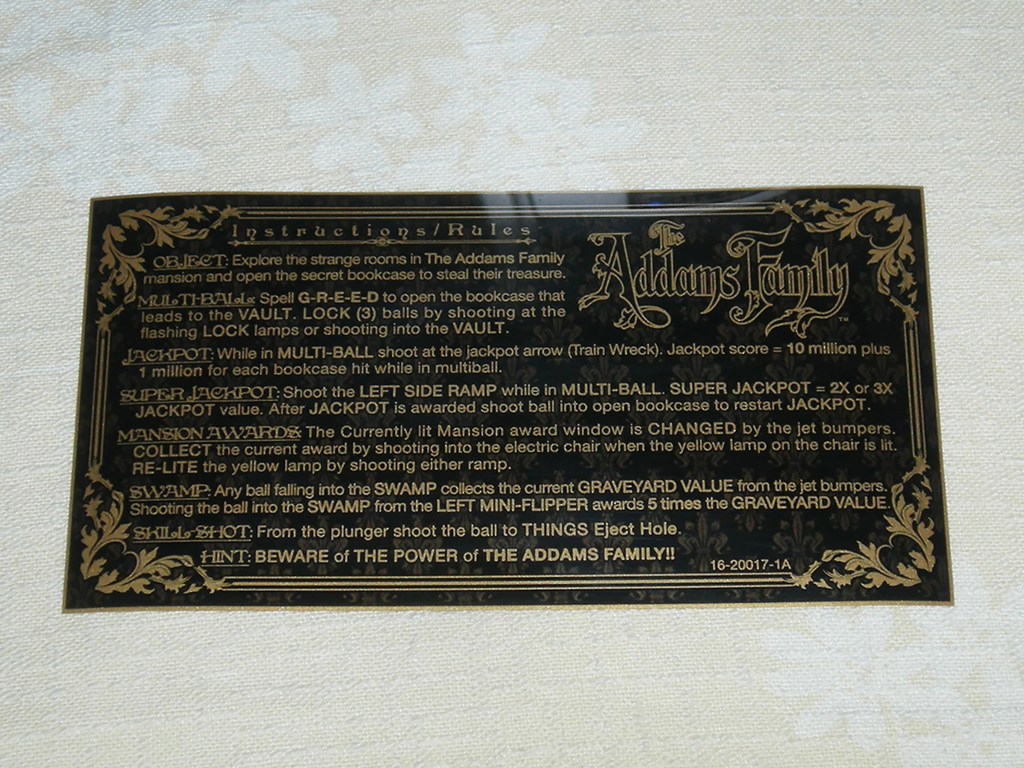 Instructions/Rules
The
Addams Family
TM
OBJECT: Explore the strange rooms in The Addams Family
mansion and open the secret bookcase to steal their treasure.
MULTI-BALL: Spell G-R-E-E-D to open the bookcase that
leads to the VAULT. LOCK (3) balls by shooting at the
flashing LOCK lamps or shooting into the VAULT.
JACKPOT: While in MULTI-BALL shoot at the jackpot arrow (Train Wreck). Jackpot score = 10 million plus
1 million for each bookcase hit while in multiball.
SUPER JACKPOT: Shoot the LEFT SIDE RAMP while in MULTI-BALL. SUPER JACKPOT = 2X or 3X
JACKPOT value. After JACKPOT is awarded shoot ball into open bookcase to restart JACKPOT.
MANSION AWARDS: The Currently lit Mansion award window is CHANGED by the jet bumpers.
COLLECT the current award by shooting into the electric chair when the yellow lamp on the chair is lit.
RE-LITE the yellow lamp by shooting either ramp.
SWAMP: Any ball falling into the SWAMP collects the current GRAVEYARD VALUE from the jet bumpers.
Shooting the ball into the SWAMP from the LEFT MINI-FLIPPER awards 5 times the GRAVEYARD VALUE.
SKILL-SHOT: From the plunger shoot the ball to THINGS Eject Hole.
HINT: BEWARE of THE POWER of THE ADDAMS FAMILY!!
16-20017-1A